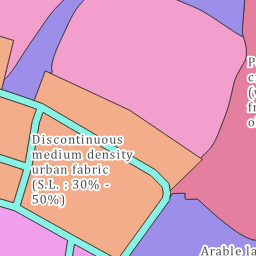 Discontinuous
medium density
urban fabric
(S.L. : 30% -
50%)
Arable la
P
c
(
f
o